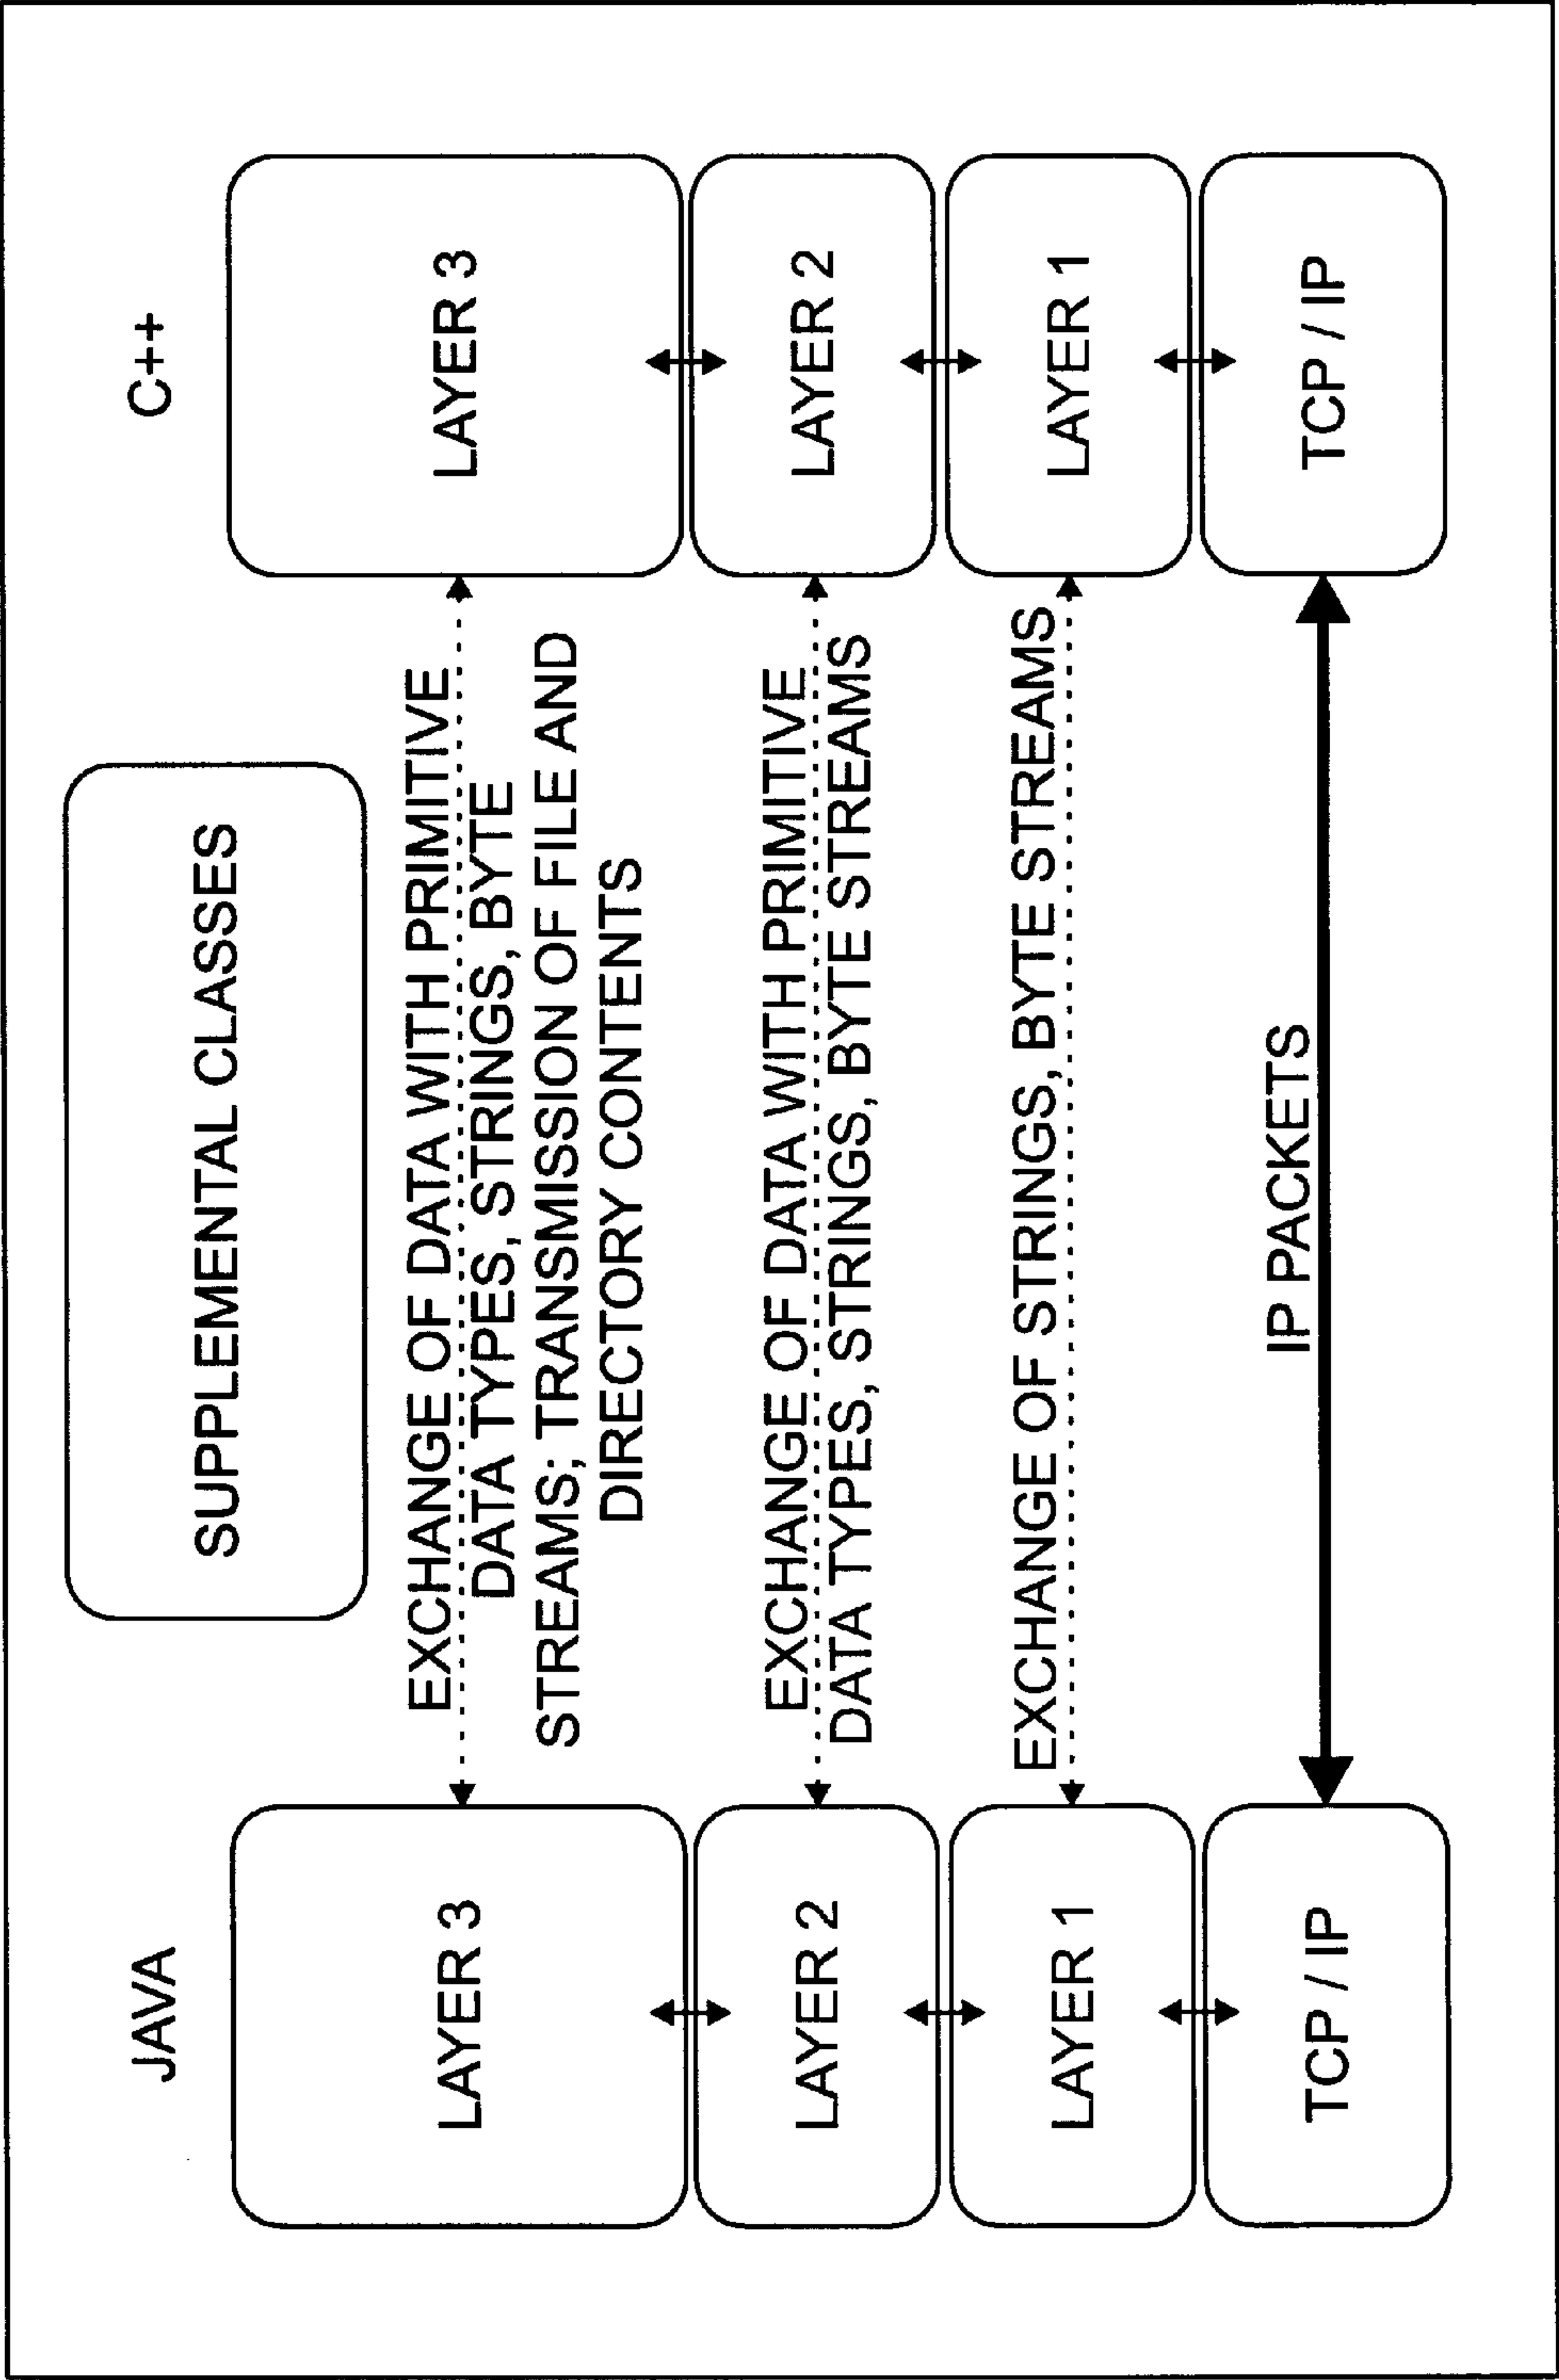 SUPPLEMENTAL CLASSES
JAVA
C++
LAYER 3
EXCHANGE OF DATA WITH PRIMITIVE
DATA TYPES, STRINGS, BYTE
STREAMS; TRANSMISSION OF FILE AND
DIRECTORY CONTENTS
LAYER 3
LAYER 2
EXCHANGE OF DATA WITH PRIMITIVE
DATA TYPES, STRINGS, BYTE STREAMS
LAYER 2
LAYER 1
EXCHANGE OF STRINGS, BYTE STREAMS
LAYER 1
TCP / IP
IP PACKETS
TCP / IP